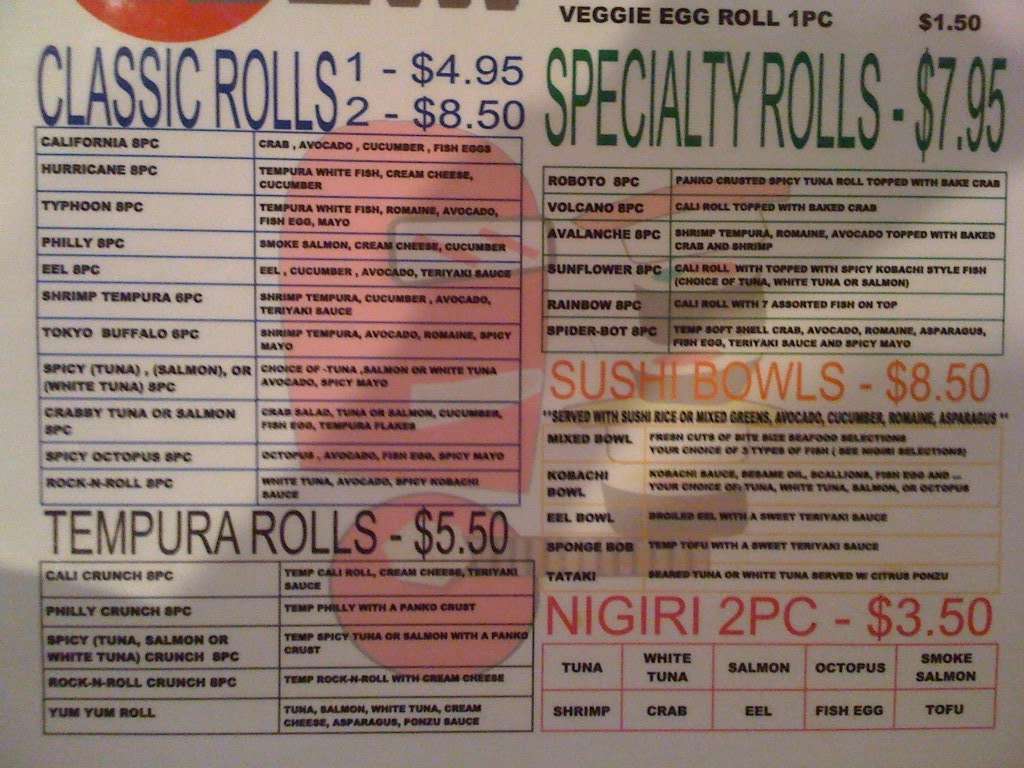 VEGGIE EGG ROLL 1PC $1.50
CLASSIC ROLLS 1 - $4.95
2 - $8.50
CALIFORNIA 8PC CRAB , AVOCADO , CUCUMBER , FISH EGGS
HURRICANE 8PC TEMPURA WHITE FISH, CREAM CHEESE,
CUCUMBER
TYPHOON 8PC TEMPURA WHITE FISH, ROMAINE, AVOCADO,
FISH EGG, MAYO
PHILLY 8PC SMOKE SALMON, CREAM CHEESE, CUCUMBER
EEL 8PC EEL , CUCUMBER , AVOCADO, TERIYAKI SAUCE
SHRIMP TEMPURA 6PC SHRIMP TEMPURA, CUCUMBER , AVOCADO,
TERIYAKI SAUCE
TOKYO BUFFALO 6PC SHRIMP TEMPURA, AVOCADO, ROMAINE, SPICY
MAYO
SPICY (TUNA) , (SALMON), OR CHOICE OF -TUNA ,SALMON OR WHITE TUNA
(WHITE TUNA) 8PC AVOCADO, SPICY MAYO
CRABBY TUNA OR SALMON CRAB SALAD, TUNA OR SALMON, CUCUMBER,
8PC FISH EGG, TEMPURA FLAKES
SPICY OCTOPUS 8PC OCTOPUS , AVOCADO, FISH EGG, SPICY MAYO
ROCK-N-ROLL 8PC WHITE TUNA, AVOCADO, SPICY KOBACHI
SAUCE
TEMPURA ROLLS - $5.50
CALI CRUNCH 8PC TEMP CALI ROLL, CREAM CHEESE, TERIYAKI
SAUCE
PHILLY CRUNCH 8PC TEMP PHILLY WITH A PANKO CRUST
SPICY (TUNA, SALMON OR TEMP SPICY TUNA OR SALMON WITH A PANKO
WHITE TUNA) CRUNCH 8PC CRUST
ROCK-N-ROLL CRUNCH 8PC TEMP ROCK-N-ROLL WITH CREAM CHEESE
YUM YUM ROLL TUNA, SALMON, WHITE TUNA, CREAM
CHEESE, ASPARAGUS, PONZU SAUCE
SPECIALTY ROLLS - $7.95
ROBOTO 8PC PANKO CRUSTED SPICY TUNA ROLL TOPPED WITH BAKE CRAB
VOLCANO 8PC CALI ROLL TOPPED WITH BAKED CRAB
AVALANCHE 8PC SHRIMP TEMPURA, ROMAINE, AVOCADO TOPPED WITH BAKED
CRAB AND SHRIMP
SUNFLOWER 8PC CALI ROLL WITH TOPPED WITH SPICY KOBACHI STYLE FISH
(CHOICE OF TUNA, WHITE TUNA OR SALMON)
RAINBOW 8PC CALI ROLL WITH 7 ASSORTED FISH ON TOP
SPIDER-BOT 8PC TEMP SOFT SHELL CRAB, AVOCADO, ROMAINE, ASPARAGUS,
FISH EGG, TERIYAKI SAUCE AND SPICY MAYO
SUSHI BOWLS - $8.50
**SERVED WITH SUSHI RICE OR MIXED GREENS, AVOCADO, CUCUMBER, ROMAINE, ASPARAGUS **
MIXED BOWL FRESH CUTS OF BITE SIZE SEAFOOD SELECTIONS
YOUR CHOICE OF 3 TYPES OF FISH ( SEE NIGIRI SELECTIONS)
KOBACHI KOBACHI SAUCE, SESAME OIL, SCALLIONS, FISH EGG AND ...
BOWL YOUR CHOICE OF: TUNA, WHITE TUNA, SALMON, OR OCTOPUS
EEL BOWL BROILED EEL WITH A SWEET TERIYAKI SAUCE
SPONGE BOB TEMP TOFU WITH A SWEET TERIYAKI SAUCE
TATAKI SEARED TUNA OR WHITE TUNA SERVED W/ CITRUS PONZU
NIGIRI 2PC - $3.50
TUNA WHITE TUNA SALMON OCTOPUS SMOKE SALMON
SHRIMP CRAB EEL FISH EGG TOFU